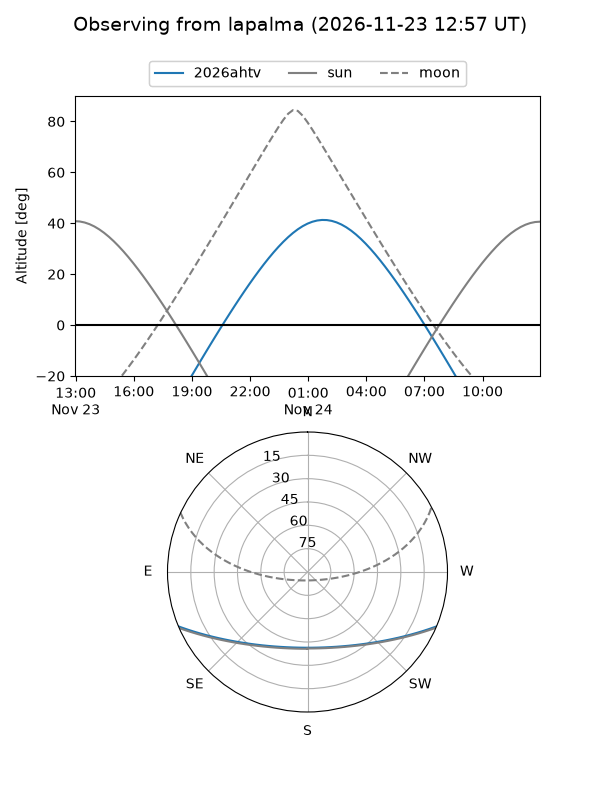 Observing from lapalma (2026-11-23 12:57 UT)
2026ahtv sun moon
Altitude [deg]
80
60
40
20
0
−20
13:00 16:00 19:00 22:00 01:00 04:00 07:00 10:00
Nov 23 Nov 24
N
NE NW
15
30
45
60
75
E W
SE SW
S